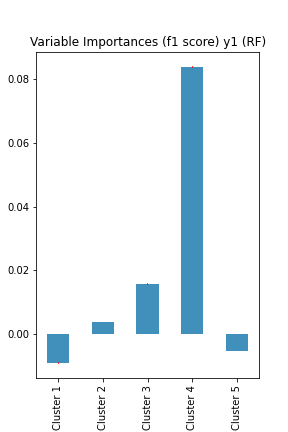 Variable Importances (f1 score) y1 (RF)
0.08
0.06
0.04
0.02
0.00
Cluster 1
Cluster 2
Cluster 3
Cluster 4
Cluster 5